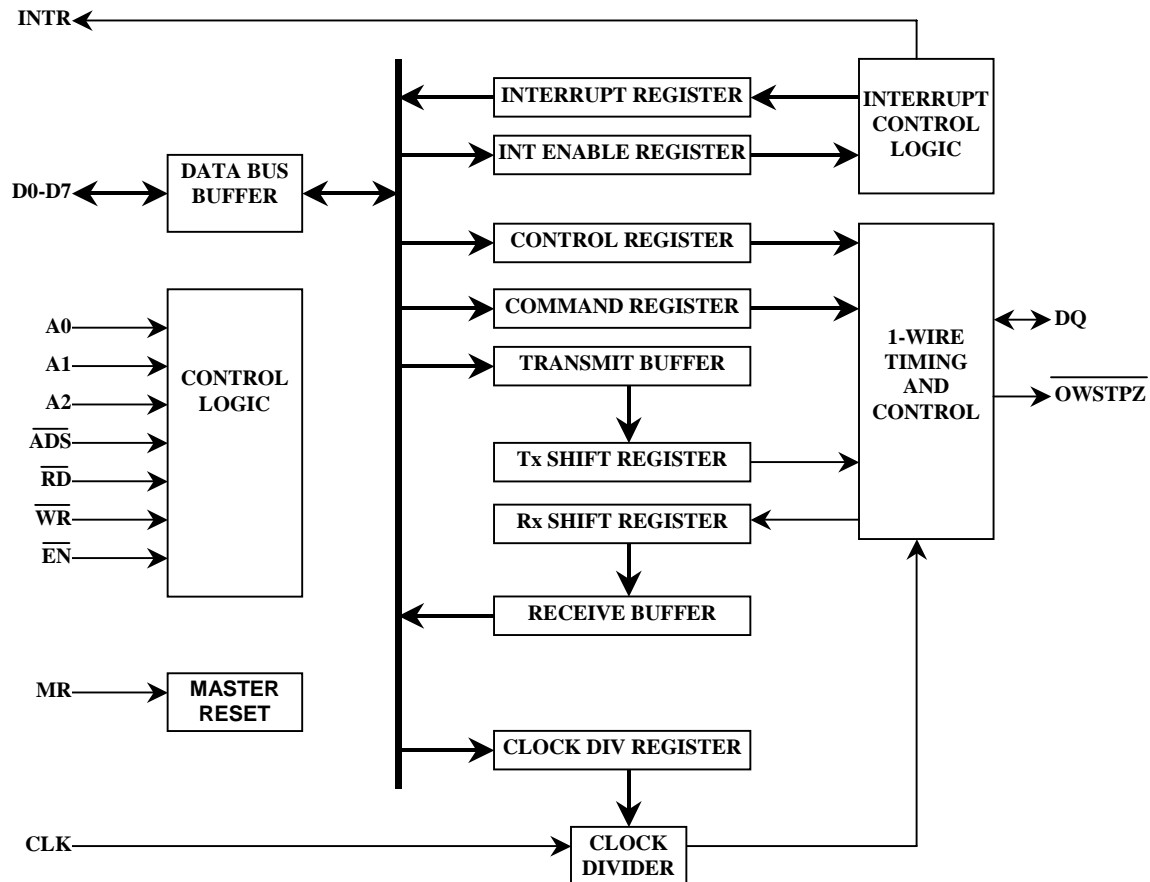 INTR
INTERRUPT REGISTER
INTERRUPT
CONTROL
LOGIC
INT ENABLE REGISTER
D0-D7
DATA BUS
BUFFER
CONTROL REGISTER
COMMAND REGISTER
TRANSMIT BUFFER
Tx SHIFT REGISTER
Rx SHIFT REGISTER
RECEIVE BUFFER
1-WIRE
TIMING
AND
CONTROL
DQ
OWSTPZ
A0
A1
A2
ADS
RD
WR
EN
CONTROL
LOGIC
MR
MASTER
RESET
CLOCK DIV REGISTER
CLK
CLOCK
DIVIDER